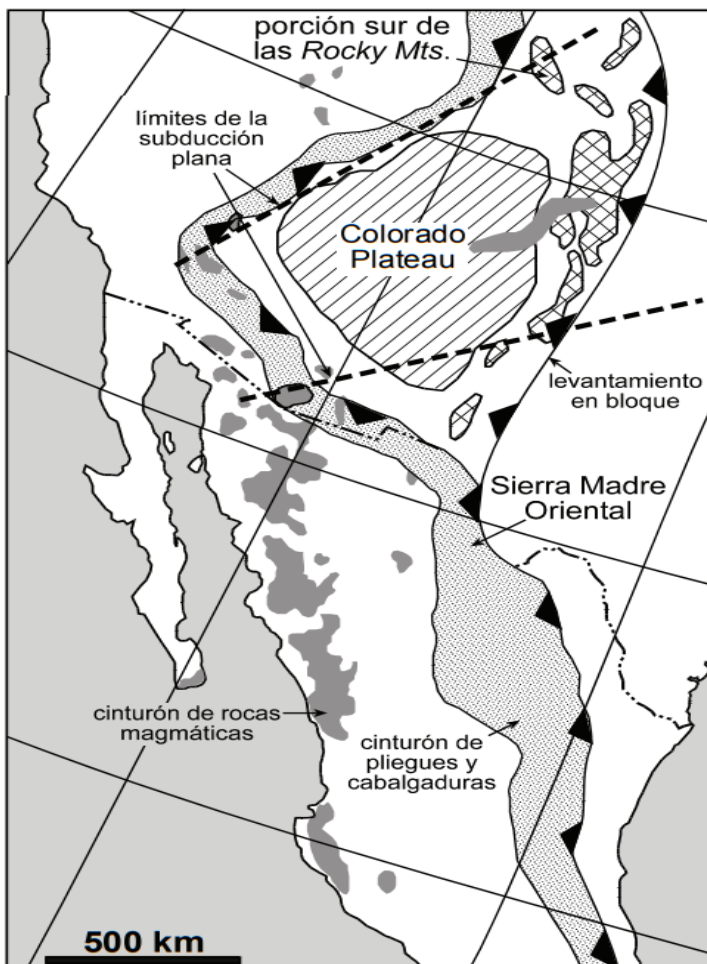 porción sur de
las Rocky Mts.
límites de la
subducción
plana
Colorado
Plateau
levantamiento
en bloque
Sierra Madre
Oriental
cinturón de rocas
magmáticas
cinturón de
pliegues y
cabalgaduras
500 km